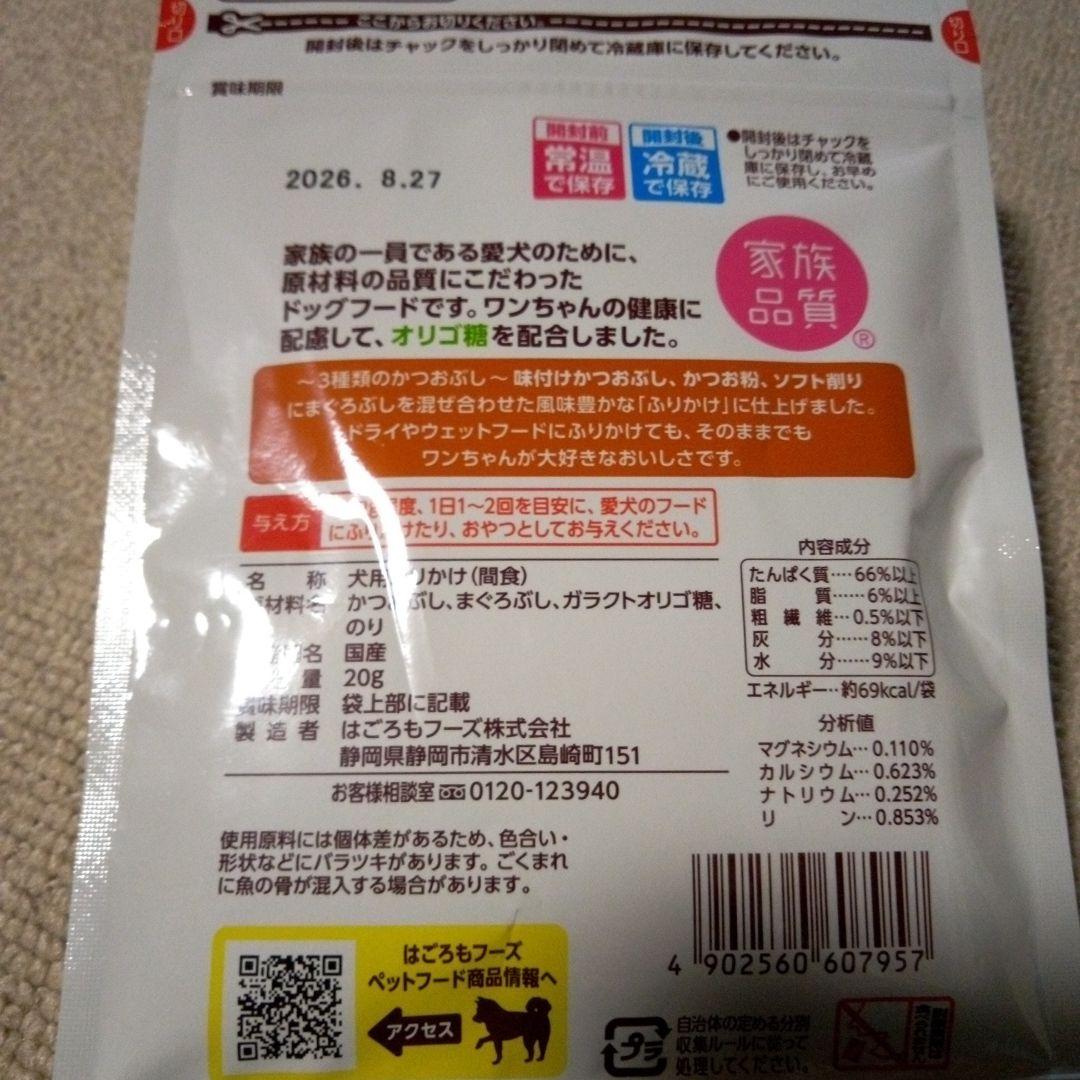 切り口
ここからお切りください。
切り口
開封後はチャックをしっかり閉めて冷蔵庫に保存してください。
賞味期限
2026. 8.27
開封前
常温
で保存
開封後
冷蔵
で保存
●開封後はチャックを
しっかり閉めて冷蔵
庫に保存し、お早め
にご使用ください。
家族の一員である愛犬のために、
原材料の品質にこだわった
ドッグフードです。ワンちゃんの健康に
配慮して、オリゴ糖を配合しました。
家族
品質
®
～3種類のかつおぶし～ 味付けかつおぶし、かつお粉、ソフト削り
にまぐろぶしを混ぜ合わせた風味豊かな「ふりかけ」に仕上げました。
ドライやウェットフードにふりかけても、そのままでも
ワンちゃんが大好きなおいしさです。
与え方
程度、1日1～2回を目安に、愛犬のフード
にふりかけたり、おやつとしてお与えください。
名称 犬用ふりかけ(間食)
原材料名 かつおぶし、まぐろぶし、ガラクトオリゴ糖、
のり
国名 国産
量 20g
賞味期限 袋上部に記載
製造者 はごろもフーズ株式会社
静岡県静岡市清水区島崎町151
お客様相談室 0120-123940
内容成分
たんぱく質‥‥66%以上
脂質‥‥‥6%以上
粗繊維‥‥0.5%以下
灰分‥‥‥8%以下
水分‥‥‥9%以下
エネルギー‥約69kcal/袋
分析値
マグネシウム‥‥0.110%
カルシウム‥‥0.623%
ナトリウム‥‥0.252%
リン‥‥0.853%
使用原料には個体差があるため、色合い・
形状などにバラツキがあります。ごくまれ
に魚の骨が混入する場合があります。
はごろもフーズ
ペットフード商品情報へ
アクセス
4 902560 607957
プラ
自治体の定める分別
収集ルールに従って
処理してください。